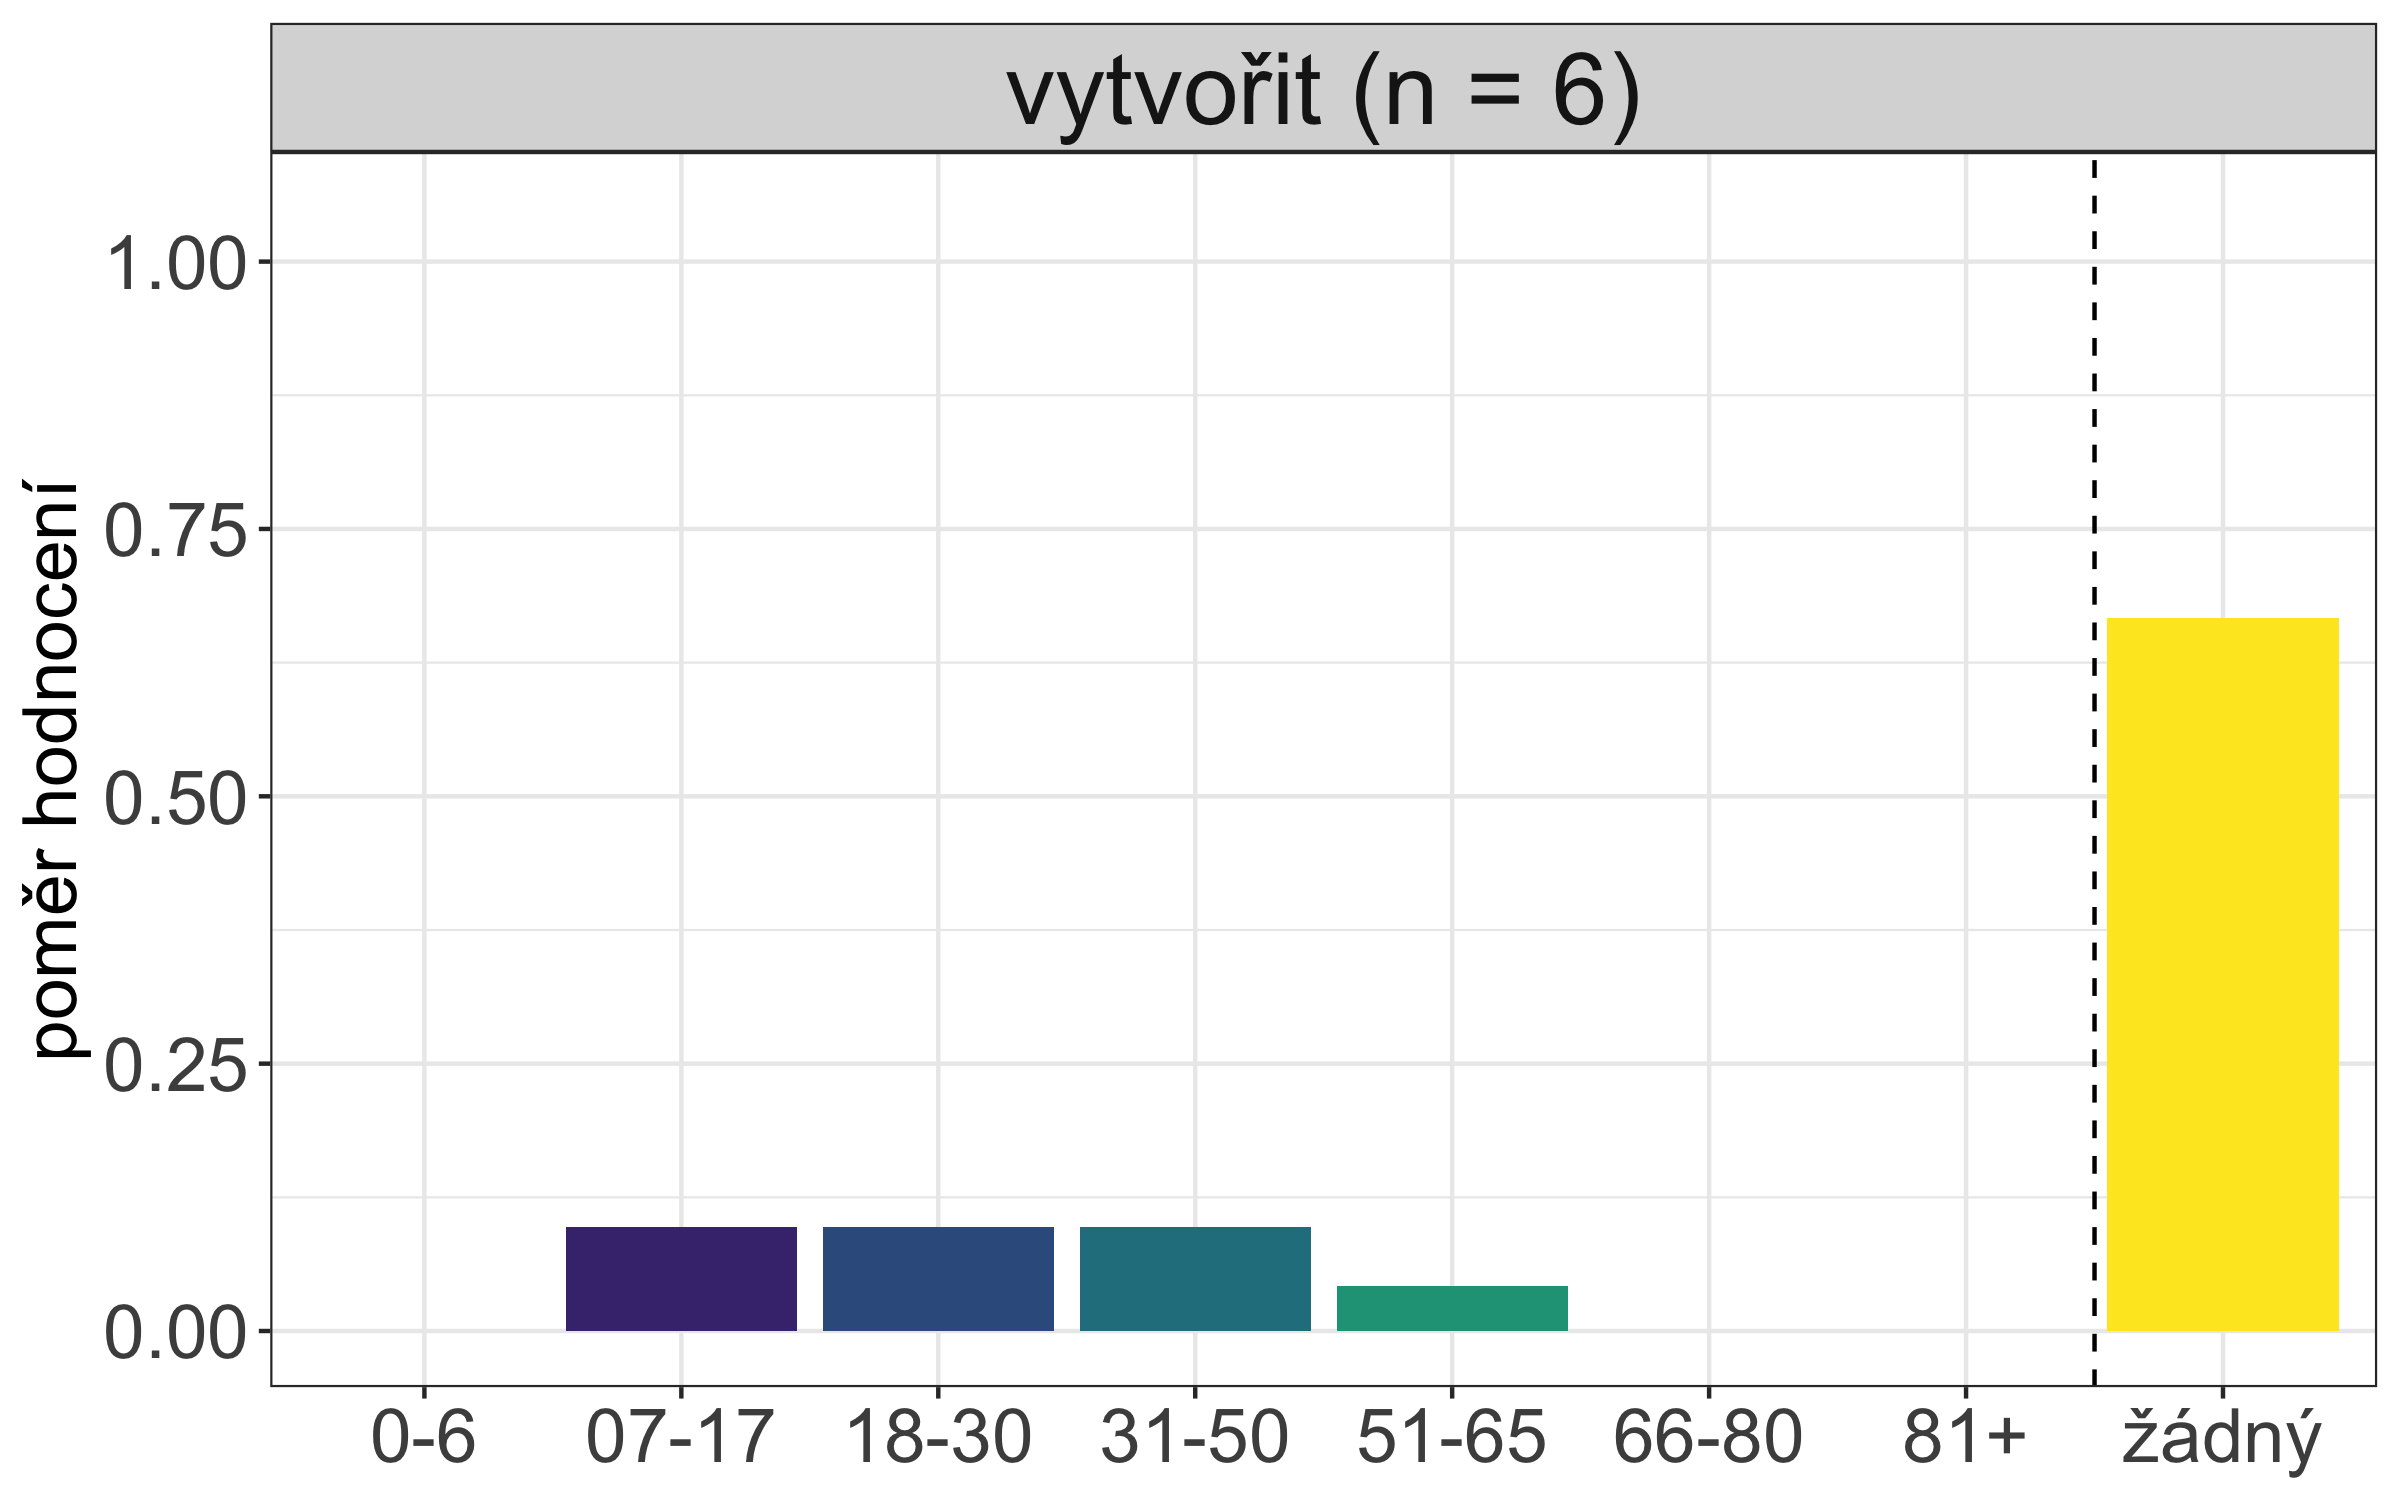 vytvořit (n = 6)
poměr hodnocení
1.00
0.75
0.50
0.25
0.00
0-6 07-17 18-30 31-50 51-65 66-80 81+ žádný